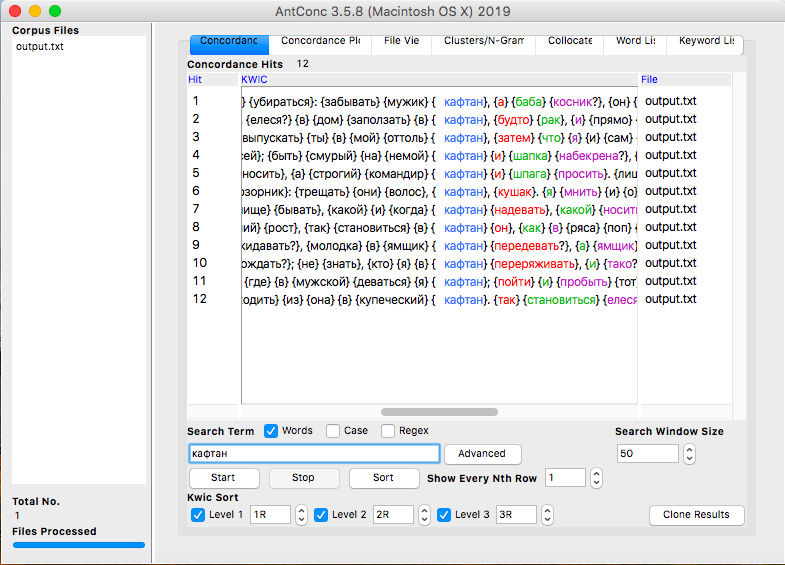 AntConc 3.5.8 (Macintosh OS X) 2019
Corpus Files
output.txt
Concordanc Concordance Plo File Vie Clusters/N-Gram Collocate Word Lis Keyword Lis
Concordance Hits 12
Hit KWIC File
1 } {убираться}: {забывать} {мужик} { кафтан}, {а} {баба} {косник?}, {он} { output.txt
2 , {елеся?} {в} {дом} {заползать} {в} { кафтан}, {будто} {рак}, {и} {прямо} { output.txt
3 выпускать} {ты} {в} {мой} {оттоль} { кафтан}, {затем} {что} {я} {и} {сам} { output.txt
4 сей}; {быть} {смурый} {на} {немой} { кафтан} {и} {шапка} {набекрена?}, { output.txt
5 носить}, {а} {строгий} {командир} { кафтан} {и} {шпага} {просить}. {лиш output.txt
6 озорник}: {трещать} {они} {волос}, { кафтан}, {кушак}. {я} {мнить} {и} {о} output.txt
7 лище} {бывать}, {какой} {и} {когда} { кафтан} {надевать}, {какой} {носить output.txt
8 ний} {рост}, {так} {становиться} {в} { кафтан} {он}, {как} {в} {ряса} {поп} { output.txt
9 кидавать?}, {молодка} {в} {ямщик} { кафтан} {передевать?}, {а} {ямщик} output.txt
10 ождать?}; {не} {знать}, {кто} {я} {в} { кафтан} {переряживать}, {и} {тако?. output.txt
11 {где} {в} {мужской} {деваться} {я} { кафтан}; {пойти} {и} {пробыть} {тот} output.txt
12 ходить} {из} {она} {в} {купеческий} { кафтан}. {так} {становиться} {елеся output.txt
Search Term Words Case Regex Search Window Size
кафтан Advanced 50
Start Stop Sort Show Every Nth Row 1
Kwic Sort
Level 1 1R Level 2 2R Level 3 3R Clone Results
Total No.
1
Files Processed